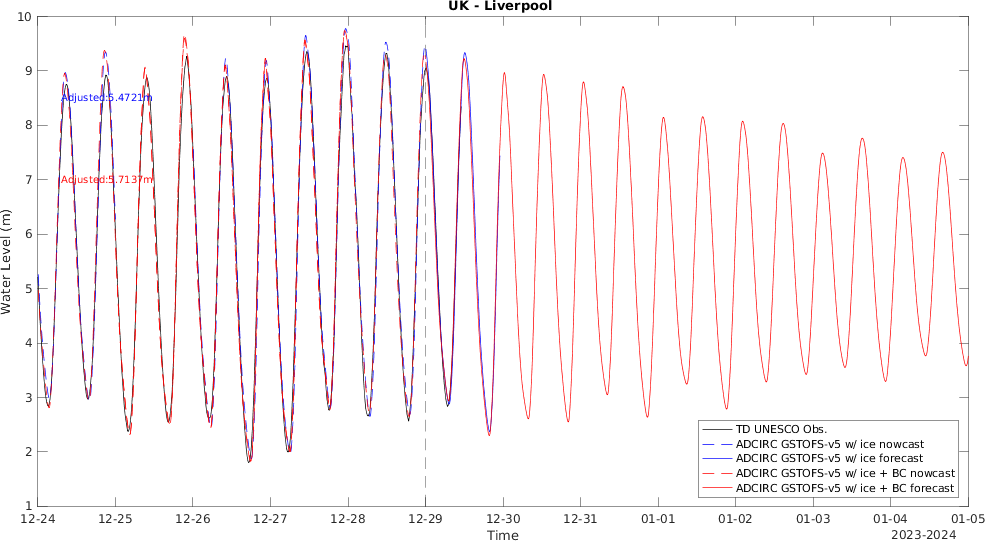 UK - Liverpool
10
9
8
7
6
5
4
3
2
1
Water Level (m)
Adjusted:5.4721m
Adjusted:5.7137m
TD UNESCO Obs.
ADCIRC GSTOFS-v5 w/ ice nowcast
ADCIRC GSTOFS-v5 w/ ice forecast
ADCIRC GSTOFS-v5 w/ ice + BC nowcast
ADCIRC GSTOFS-v5 w/ ice + BC forecast
12-24 12-25 12-26 12-27 12-28 12-29 12-30 12-31 01-01 01-02 01-03 01-04 01-05
Time
2023-2024